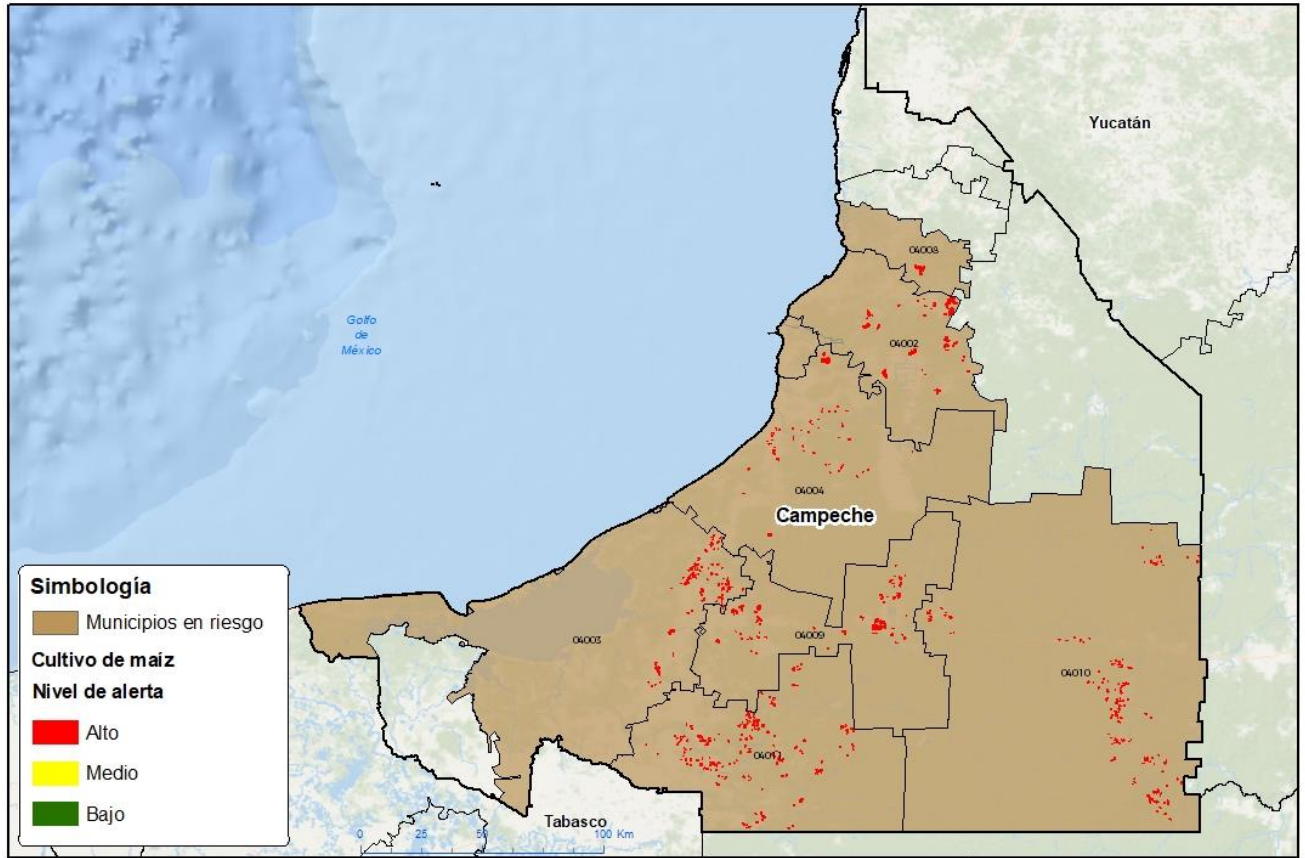 Yucatán
04008
Golfo
de
México
04002
04004
Campeche
Simbología
Municipios en riesgo
Cultivo de maíz
Nivel de alerta
Alto
Medio
Bajo
04003
04009
04010
Tabasco
0 25 50 100 Km